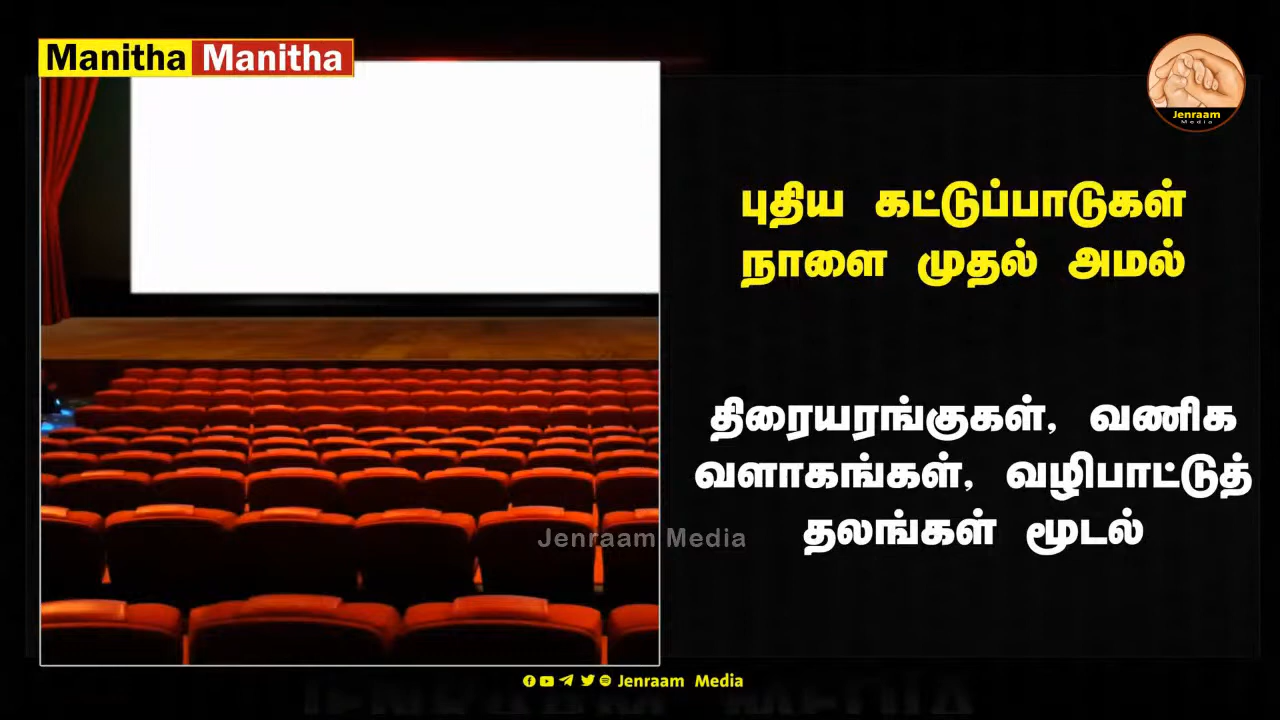 Manitha Manitha
Jenraam
Media
புதிய கட்டுப்பாடுகள்
நாளை முதல் அமல்
திரையரங்குகள், வணிக
வளாகங்கள், வழிபாட்டுத்
தலங்கள் மூடல்
Jenraam Media
Jenraam Media